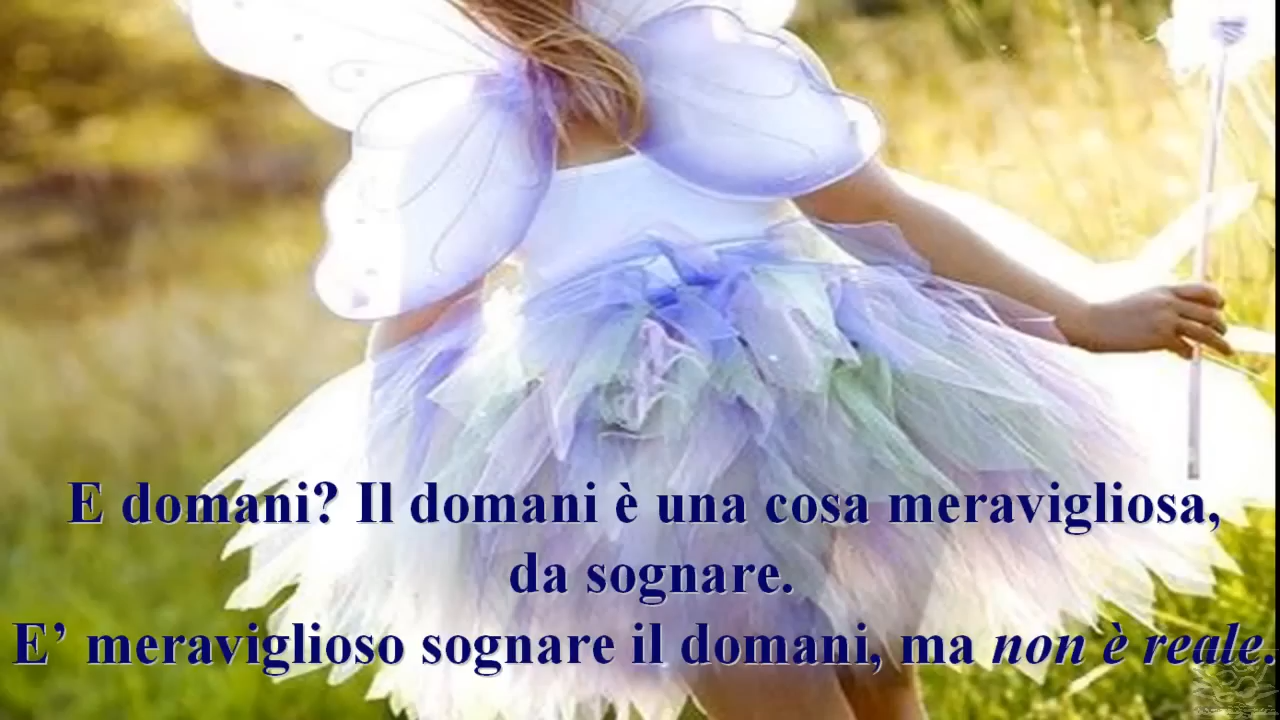 E domani? Il domani è una cosa meravigliosa,
da sognare.
E’ meraviglioso sognare il domani, ma non è reale.